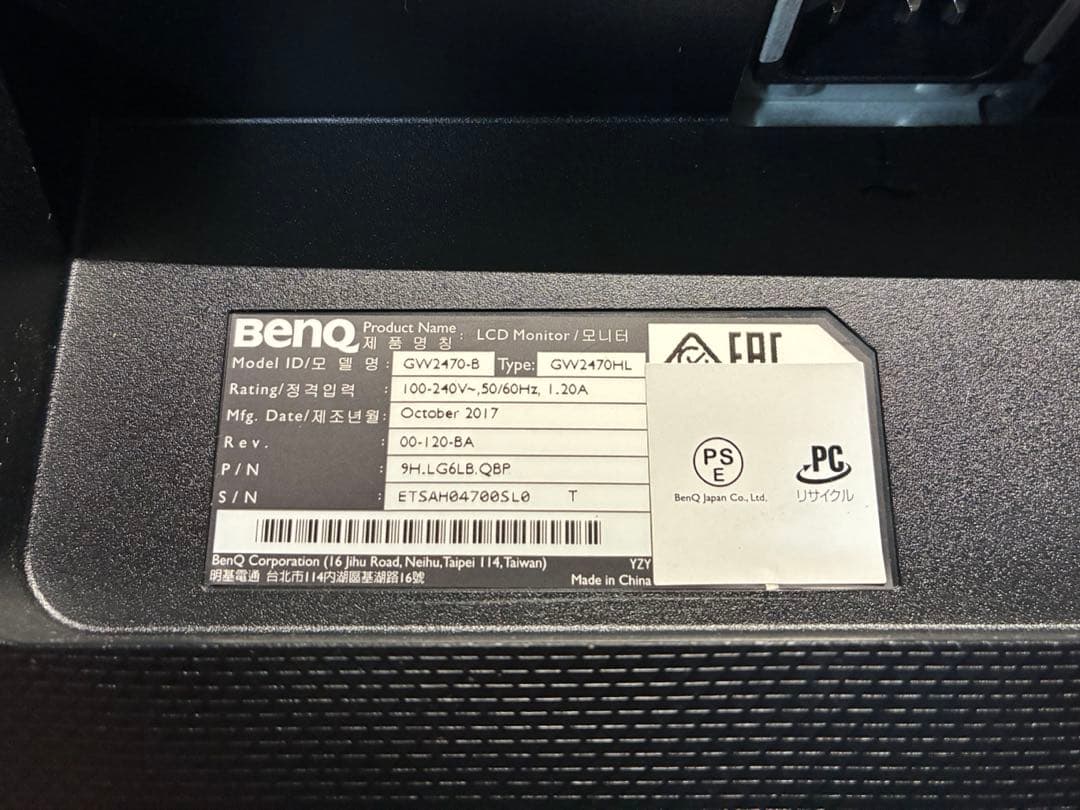 BenQ Product Name : LCD Monitor/모니터
제 품 명 칭
Model ID/모 델 명 : GW2470-B Type: GW2470HL
Rating/정격입력 : 100-240V~,50/60Hz, 1.20A
Mfg. Date/제조년월: October 2017
Rev. : 00-120-BA
P/N : 9H.LG6LB.QBP
S/N : ETSAH04700SL0 T
BenQ Corporation (16 Jihu Road, Neihu,Taipei 114,Taiwan) YZY
明基電通 台北市114內湖區基湖路16號 Made in China
EAC
PS
E
BenQ Japan Co., Ltd.
PC
リサイクル